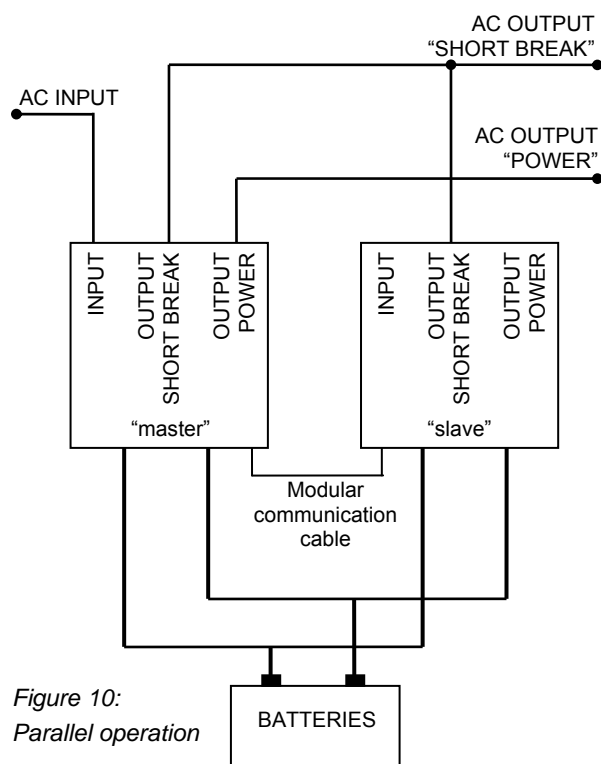 AC OUTPUT
“SHORT BREAK”
AC INPUT
AC OUTPUT
“POWER”
INPUT
OUTPUT
SHORT BREAK
OUTPUT
POWER
“master”
INPUT
OUTPUT
SHORT BREAK
OUTPUT
POWER
“slave”
Modular
communication
cable
Figure 10:
Parallel operation
BATTERIES